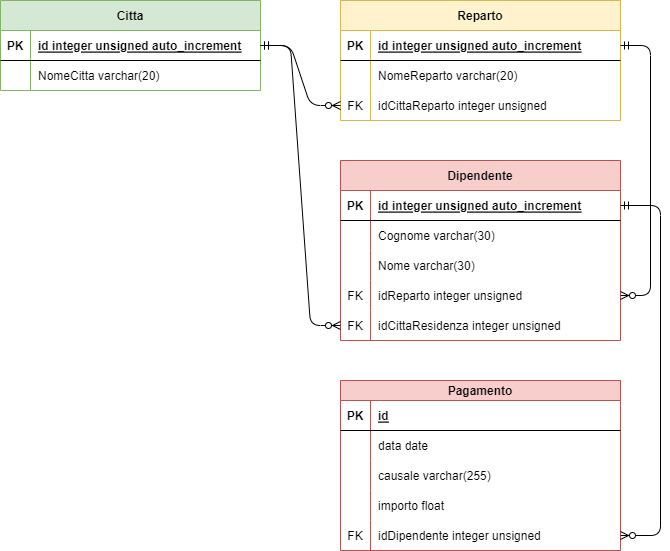 Citta
PK id integer unsigned auto_increment
NomeCitta varchar(20)
Reparto
PK id integer unsigned auto_increment
NomeReparto varchar(20)
FK idCittaReparto integer unsigned
Dipendente
PK id integer unsigned auto_increment
Cognome varchar(30)
Nome varchar(30)
FK idReparto integer unsigned
FK idCittaResidenza integer unsigned
Pagamento
PK id
data date
causale varchar(255)
importo float
FK idDipendente integer unsigned